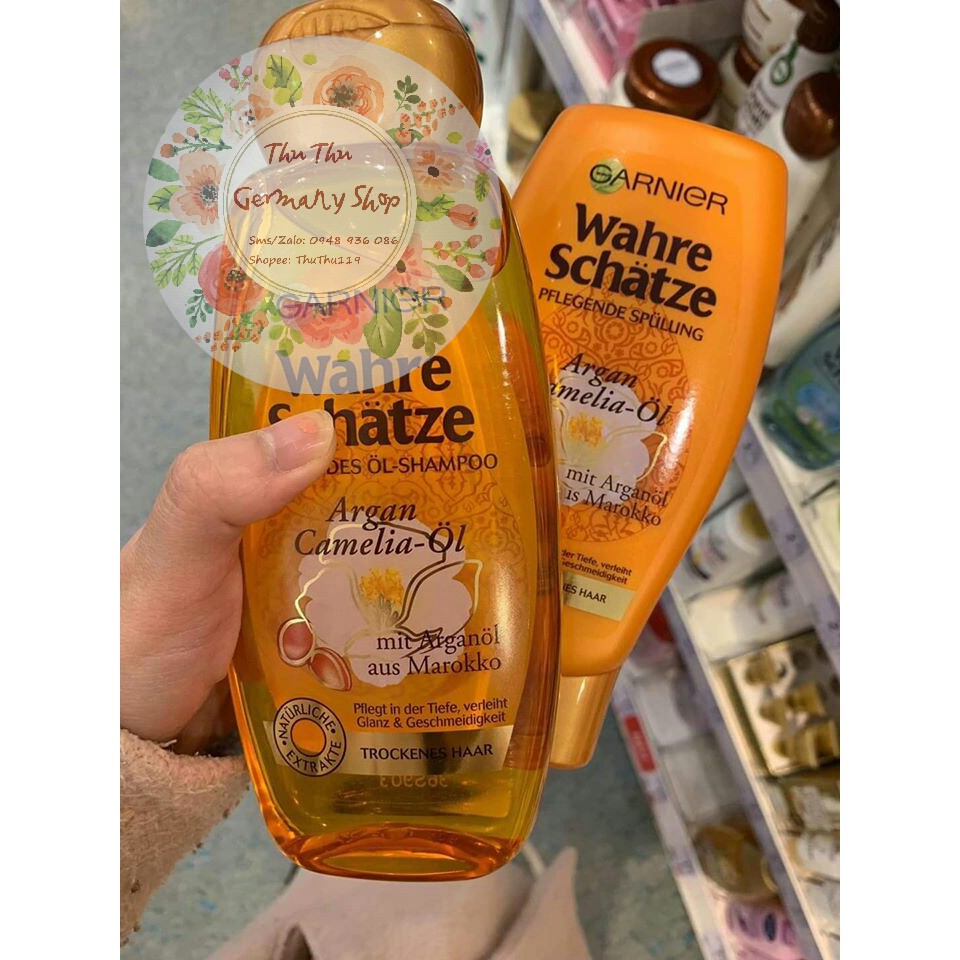 Thu Thu
Germany Shop
Sms/Zalo: 0948 936 086
Shopee: ThuThu119
GARNIER
Wahre
Schätze
DES ÖL-SHAMPOO
Argan
Camelia-Öl
mit Arganöl
aus Marokko
Pflegt in der Tiefe, verleiht
Glanz & Geschmeidigkeit
NATÜRLICHE
EXTRAKTE
TROCKENES HAAR
GARNIER
Wahre
Schätze
PFLEGENDE SPÜLUNG
Argan
amelia-Öl
mit Arganöl
us Marokko
der Tiefe, verleiht
Geschmeidigkeit
ES HAAR